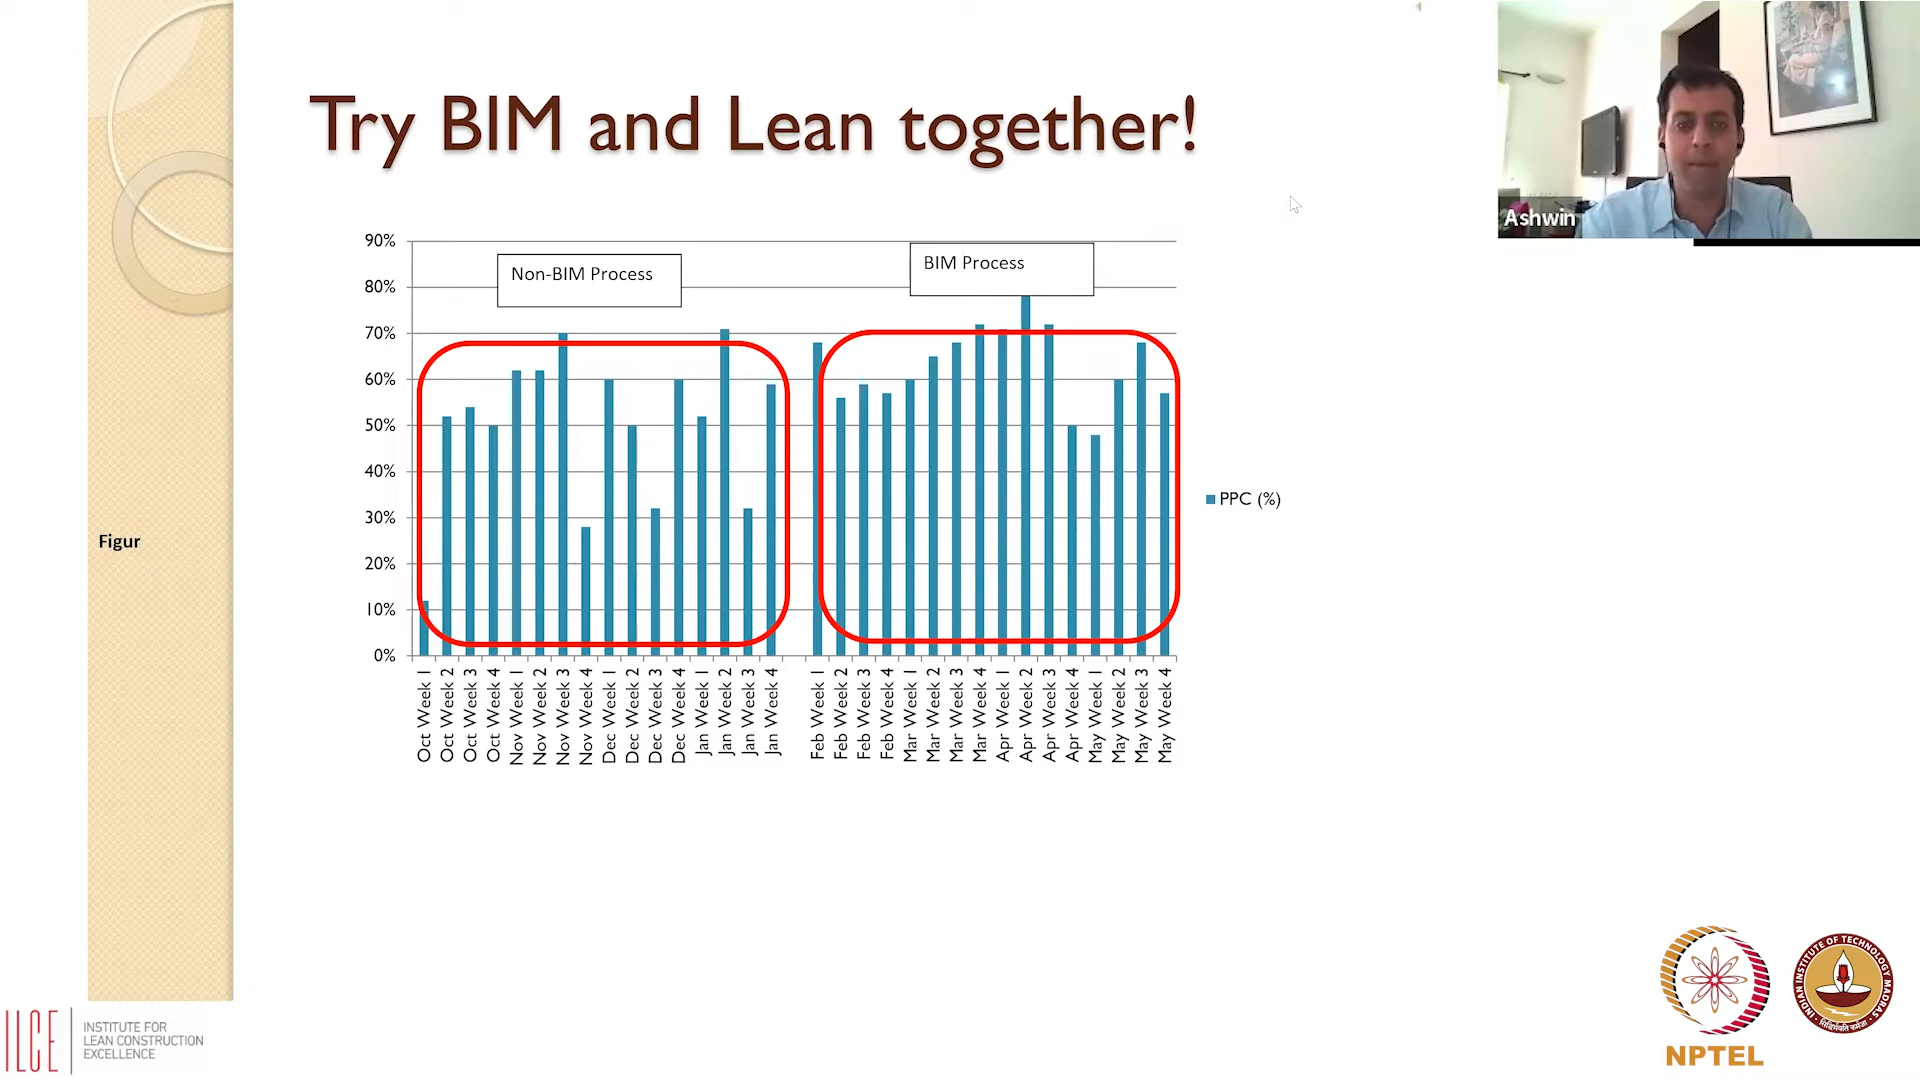 Try BIM and Lean together!
Ashwin
90%
80%
70%
60%
50%
40%
30%
20%
10%
0%
Non-BIM Process
BIM Process
PPC (%)
Figur
Oct Week 1
Oct Week 2
Oct Week 3
Oct Week 4
Nov Week 1
Nov Week 2
Nov Week 3
Nov Week 4
Dec Week 1
Dec Week 2
Dec Week 3
Dec Week 4
Jan Week 1
Jan Week 2
Jan Week 3
Jan Week 4
Feb Week 1
Feb Week 2
Feb Week 3
Feb Week 4
Mar Week 1
Mar Week 2
Mar Week 3
Mar Week 4
Apr Week 1
Apr Week 2
Apr Week 3
Apr Week 4
May Week 1
May Week 2
May Week 3
May Week 4
ILCE
INSTITUTE FOR
LEAN CONSTRUCTION
EXCELLENCE
NPTEL
INDIAN INSTITUTE OF TECHNOLOGY MADRAS